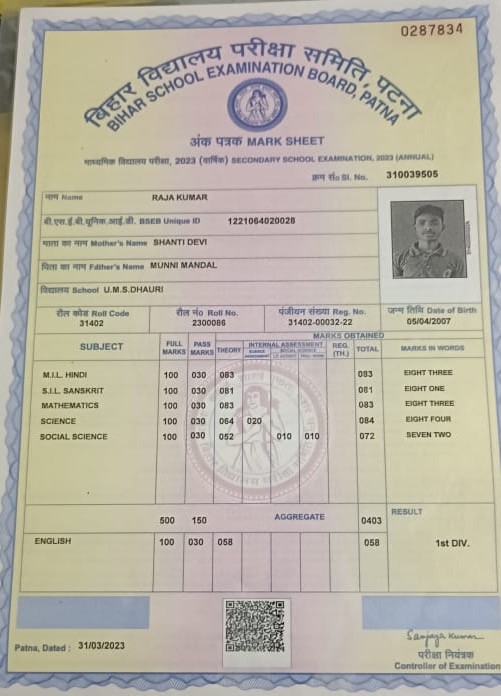 0287834
बिहार विद्यालय परीक्षा समिति, पटना
BIHAR SCHOOL EXAMINATION BOARD, PATNA
अंक पत्रक MARK SHEET
माध्यमिक विद्यालय परीक्षा, 2023 (वार्षिक) SECONDARY SCHOOL EXAMINATION, 2023 (ANNUAL)
क्रम सं० Sl. No. 310039505
नाम Name RAJA KUMAR
बी.एस.ई.बी.यूनिक.आई.डी. BSEB Unique ID 1221064020028
माता का नाम Mother's Name SHANTI DEVI
पिता का नाम Father's Name MUNNI MANDAL
विद्यालय School U.M.S.DHAURI
रौल कोड Roll Code रौल नं० Roll No. पंजीयन संख्या Reg. No. जन्म तिथि Date of Birth
31402 2300086 31402-00032-22 05/04/2007
MARKS OBTAINED
SUBJECT FULL MARKS PASS MARKS THEORY INTERNAL ASSESSMENT REG. (TH.) TOTAL MARKS IN WORDS
M.I.L. HINDI 100 030 083 083 EIGHT THREE
S.I.L. SANSKRIT 100 030 081 081 EIGHT ONE
MATHEMATICS 100 030 083 083 EIGHT THREE
SCIENCE 100 030 064 020 084 EIGHT FOUR
SOCIAL SCIENCE 100 030 052 010 010 072 SEVEN TWO
500 150 AGGREGATE 0403 RESULT
ENGLISH 100 030 058 058 1st DIV.
Patna, Dated : 31/03/2023
Sanjay Kumar
परीक्षा नियंत्रक
Controller of Examination